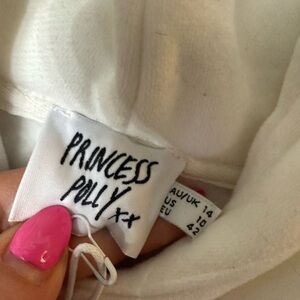 PRINCESS
POLLY xx
AU/UK 14
US 10
EU 42